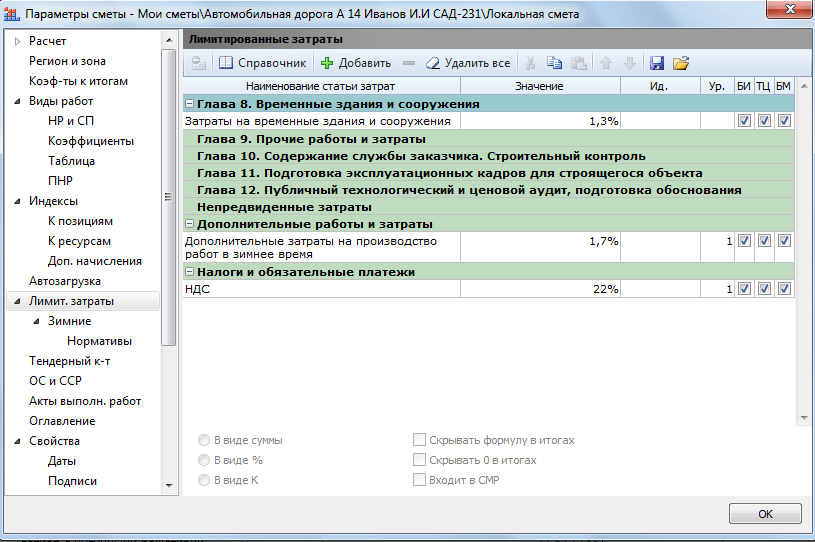 Параметры сметы - Мои сметы\Автомобильная дорога А 14 Иванов И.И САД-231\Локальная смета
Расчет
Регион и зона
Коэф-ты к итогам
Виды работ
НР и СП
Коэффициенты
Таблица
ПНР
Индексы
К позициям
К ресурсам
Доп. начисления
Автозагрузка
Лимит. затраты
Зимние
Нормативы
Тендерный к-т
ОС и ССР
Акты выполн. работ
Оглавление
Свойства
Даты
Подписи
Лимитированные затраты
Справочник Добавить Удалить все
Наименование статьи затрат Значение Ид. Ур. БИ ТЦ БМ
Глава 8. Временные здания и сооружения
Затраты на временные здания и сооружения 1,3%
Глава 9. Прочие работы и затраты
Глава 10. Содержание службы заказчика. Строительный контроль
Глава 11. Подготовка эксплуатационных кадров для строящегося объекта
Глава 12. Публичный технологический и ценовой аудит, подготовка обоснования
Непредвиденные затраты
Дополнительные работы и затраты
Дополнительные затраты на производство 1,7% 1
работ в зимнее время
Налоги и обязательные платежи
НДС 22% 1
В виде суммы Скрывать формулу в итогах
В виде % Скрывать 0 в итогах
В виде К Входит в СМР
ОК